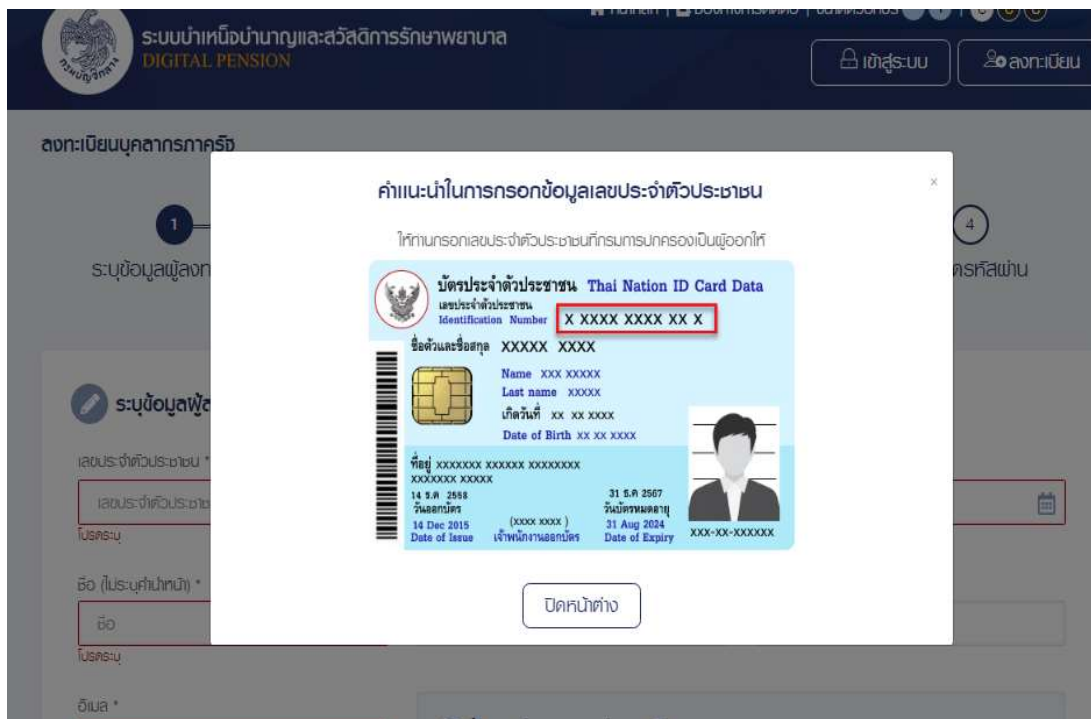 ระบบบำเหน็จบำนาญและสวัสดิการรักษาพยาบาล
DIGITAL PENSION
เข้าสู่ระบบ
ลงทะเบียน
ลงทะเบียนบุคลากรภาครัฐ
1
4
คำแนะนำในการกรอกข้อมูลเลขประจำตัวประชาชน
×
ให้ท่านกรอกเลขประจำตัวประชาชนที่กรมการปกครองเป็นผู้ออกให้
บัตรประจำตัวประชาชน Thai Nation ID Card Data
เลขประจำตัวประชาชน
Identification Number X XXXX XXXX XX X
ชื่อตัวและชื่อสกุล XXXXX XXXX
Name XXX XXXXX
Last name XXXXX
เกิดวันที่ XX XX XXXX
Date of Birth XX XX XXXX
ที่อยู่ XXXXXXX XXXXXX XXXXXXXX
XXXXXXX XXXXX
14 ธ.ค 2558
วันออกบัตร
14 Dec 2015
Date of Issue
(XXXX XXXX )
เจ้าพนักงานออกบัตร
31 ธ.ค 2567
วันบัตรหมดอายุ
31 Aug 2024
Date of Expiry
XXX-XX-XXXXXX
ปิดหน้าต่าง
ระบุข้อมูลผู้ลงท
เลขประจำตัวประชาชน *
เลขประจำตัวประชา
โปรดระบุ
ชื่อ (ไม่ระบุคำนำหน้า) *
ชื่อ
โปรดระบุ
อีเมล *